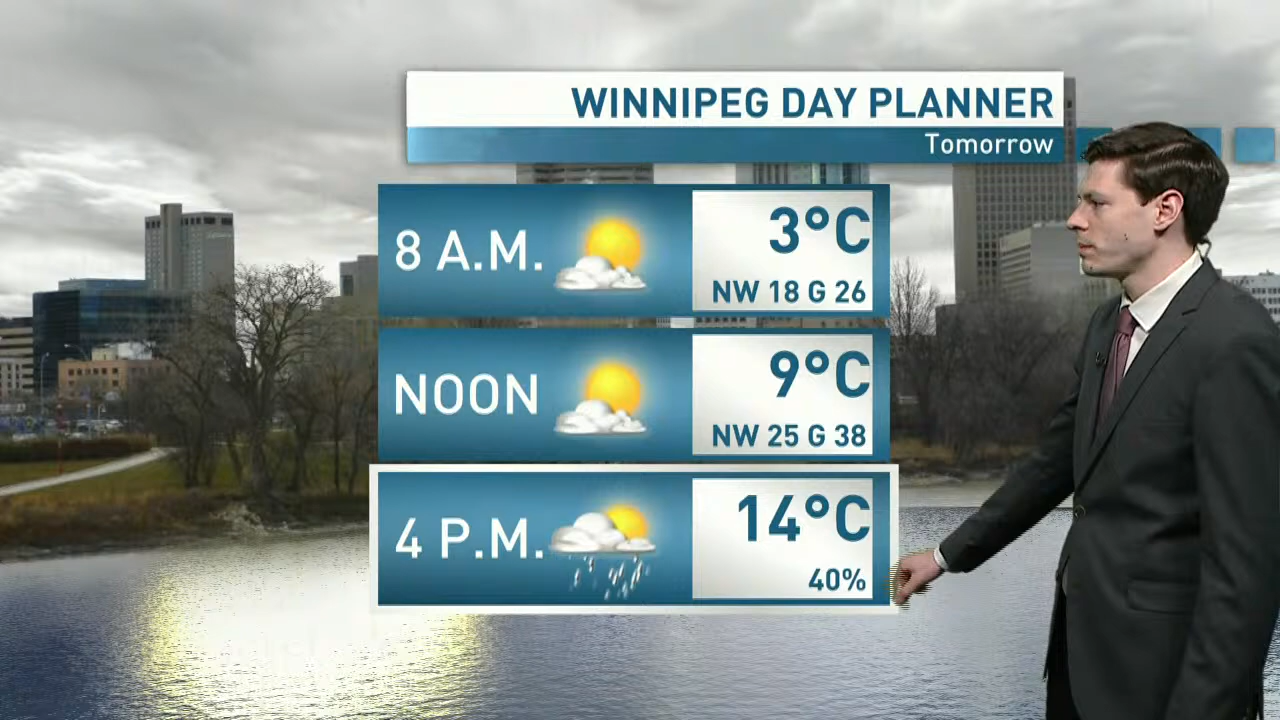 WINNIPEG DAY PLANNER
Tomorrow
8 A.M.
3°C
NW 18 G 26
NOON
9°C
NW 25 G 38
4 P.M.
14°C
40%